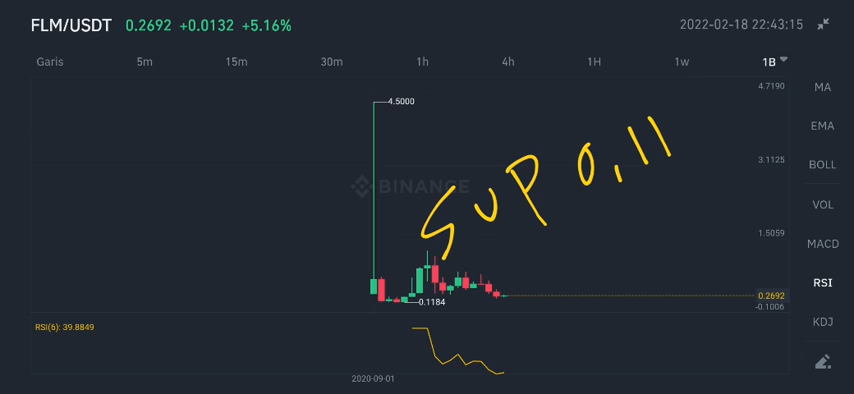 FLM/USDT 0.2692 +0.0132 +5.16% 2022-02-18 22:43:15
Garis 5m 15m 30m 1h 4h 1H 1w 1B
4.7190
MA
4.5000
EMA
3.1125
BOLL
BINANCE
Sup 0,11
VOL
1.5059
MACD
RSI
0.2692
0.1184
-0.1006
KDJ
RSI(6): 39.8849
2020-09-01